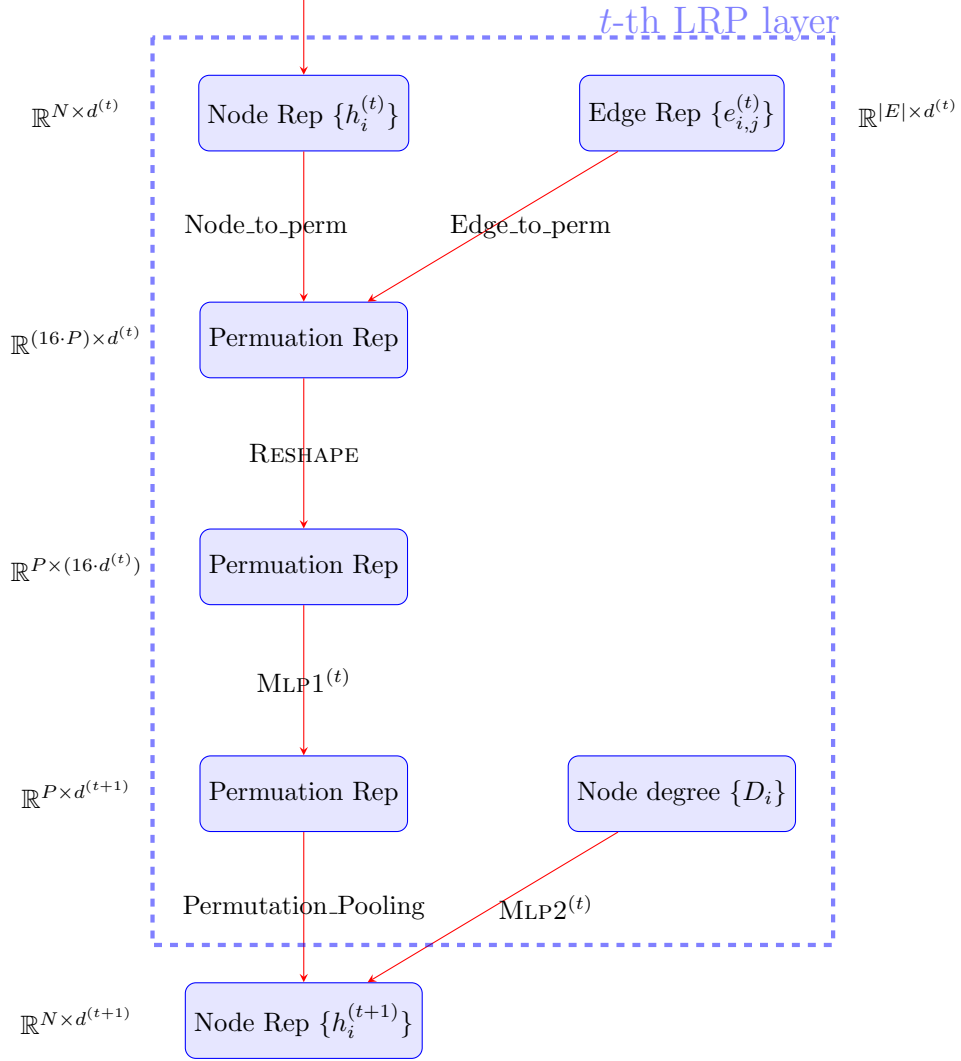 t-th LRP layer
ℝ^{N×d^{(t)}} Node Rep {h_i^{(t)}} Edge Rep {e_{i,j}^{(t)}} ℝ^{|E|×d^{(t)}}
Node_to_perm Edge_to_perm
ℝ^{(16·P)×d^{(t)}} Permuation Rep
RESHAPE
ℝ^{P×(16·d^{(t)})} Permuation Rep
MLP1^{(t)}
ℝ^{P×d^{(t+1)}} Permuation Rep Node degree {D_i}
Permutation_Pooling MLP2^{(t)}
ℝ^{N×d^{(t+1)}} Node Rep {h_i^{(t+1)}}